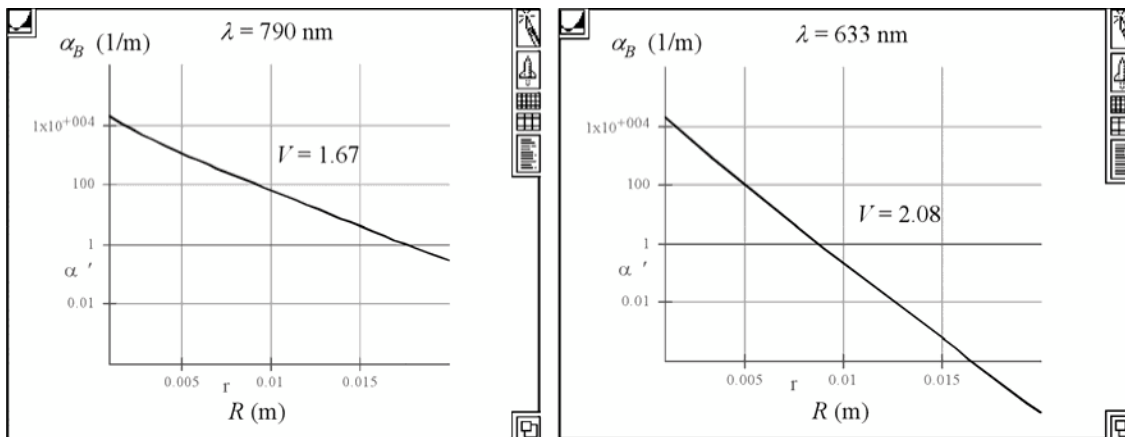 λ = 790 nm
α_B (1/m)
1x10⁺⁰⁰⁴
V = 1.67
100
1
α '
0.01
0.005
0.01
0.015
r
R (m)
λ = 633 nm
α_B (1/m)
1x10⁺⁰⁰⁴
100
V = 2.08
1
α '
0.01
0.005
0.01
0.015
r
R (m)